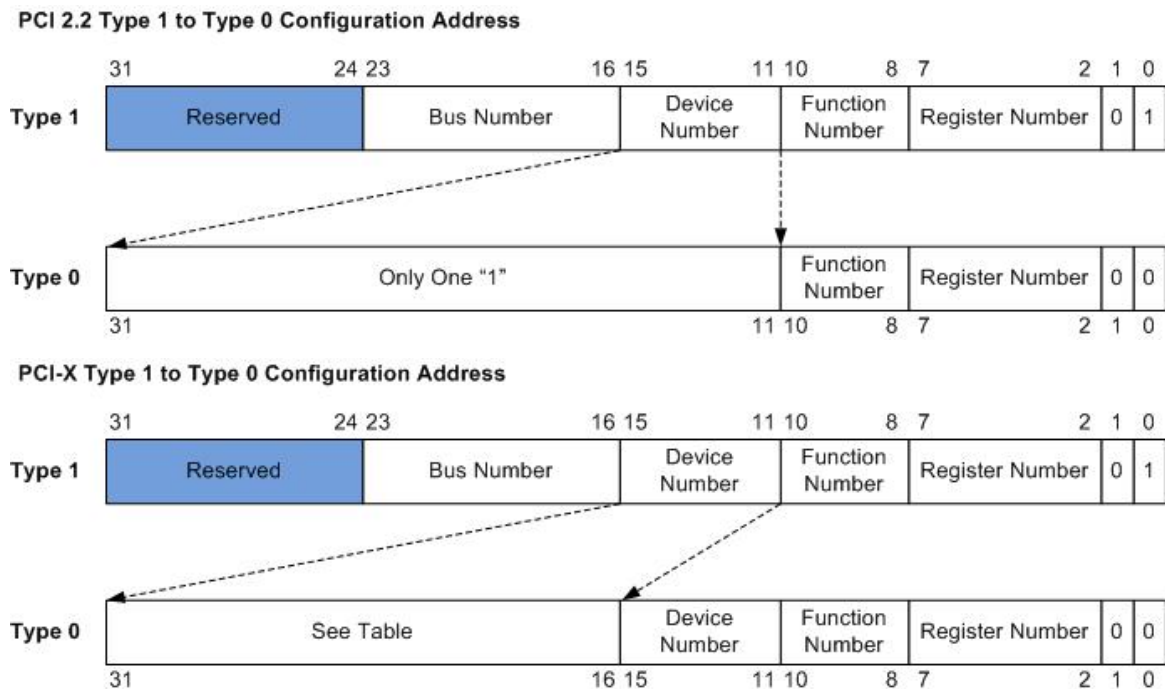 PCI 2.2 Type 1 to Type 0 Configuration Address
31 24 23 16 15 11 10 8 7 2 1 0
Type 1 Reserved Bus Number Device Number Function Number Register Number 0 1
Type 0 Only One “1” Function Number Register Number 0 0
31 11 10 8 7 2 1 0
PCI-X Type 1 to Type 0 Configuration Address
31 24 23 16 15 11 10 8 7 2 1 0
Type 1 Reserved Bus Number Device Number Function Number Register Number 0 1
Type 0 See Table Device Number Function Number Register Number 0 0
31 16 15 11 10 8 7 2 1 0